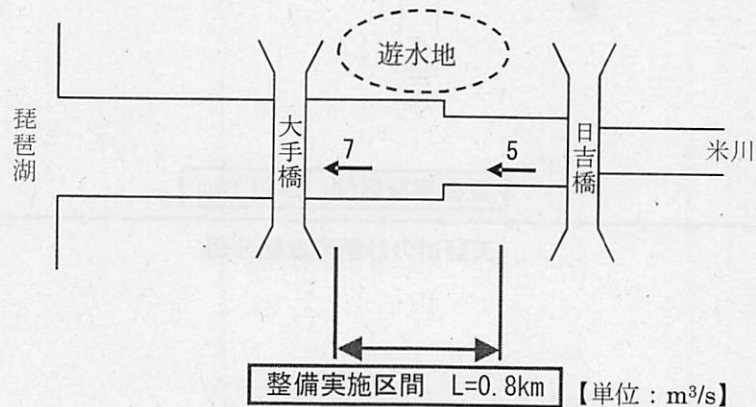 遊水地
琵琶湖
大手橋
日吉橋
米川
7
5
整備実施区間 L=0.8km
【単位:m³/s】